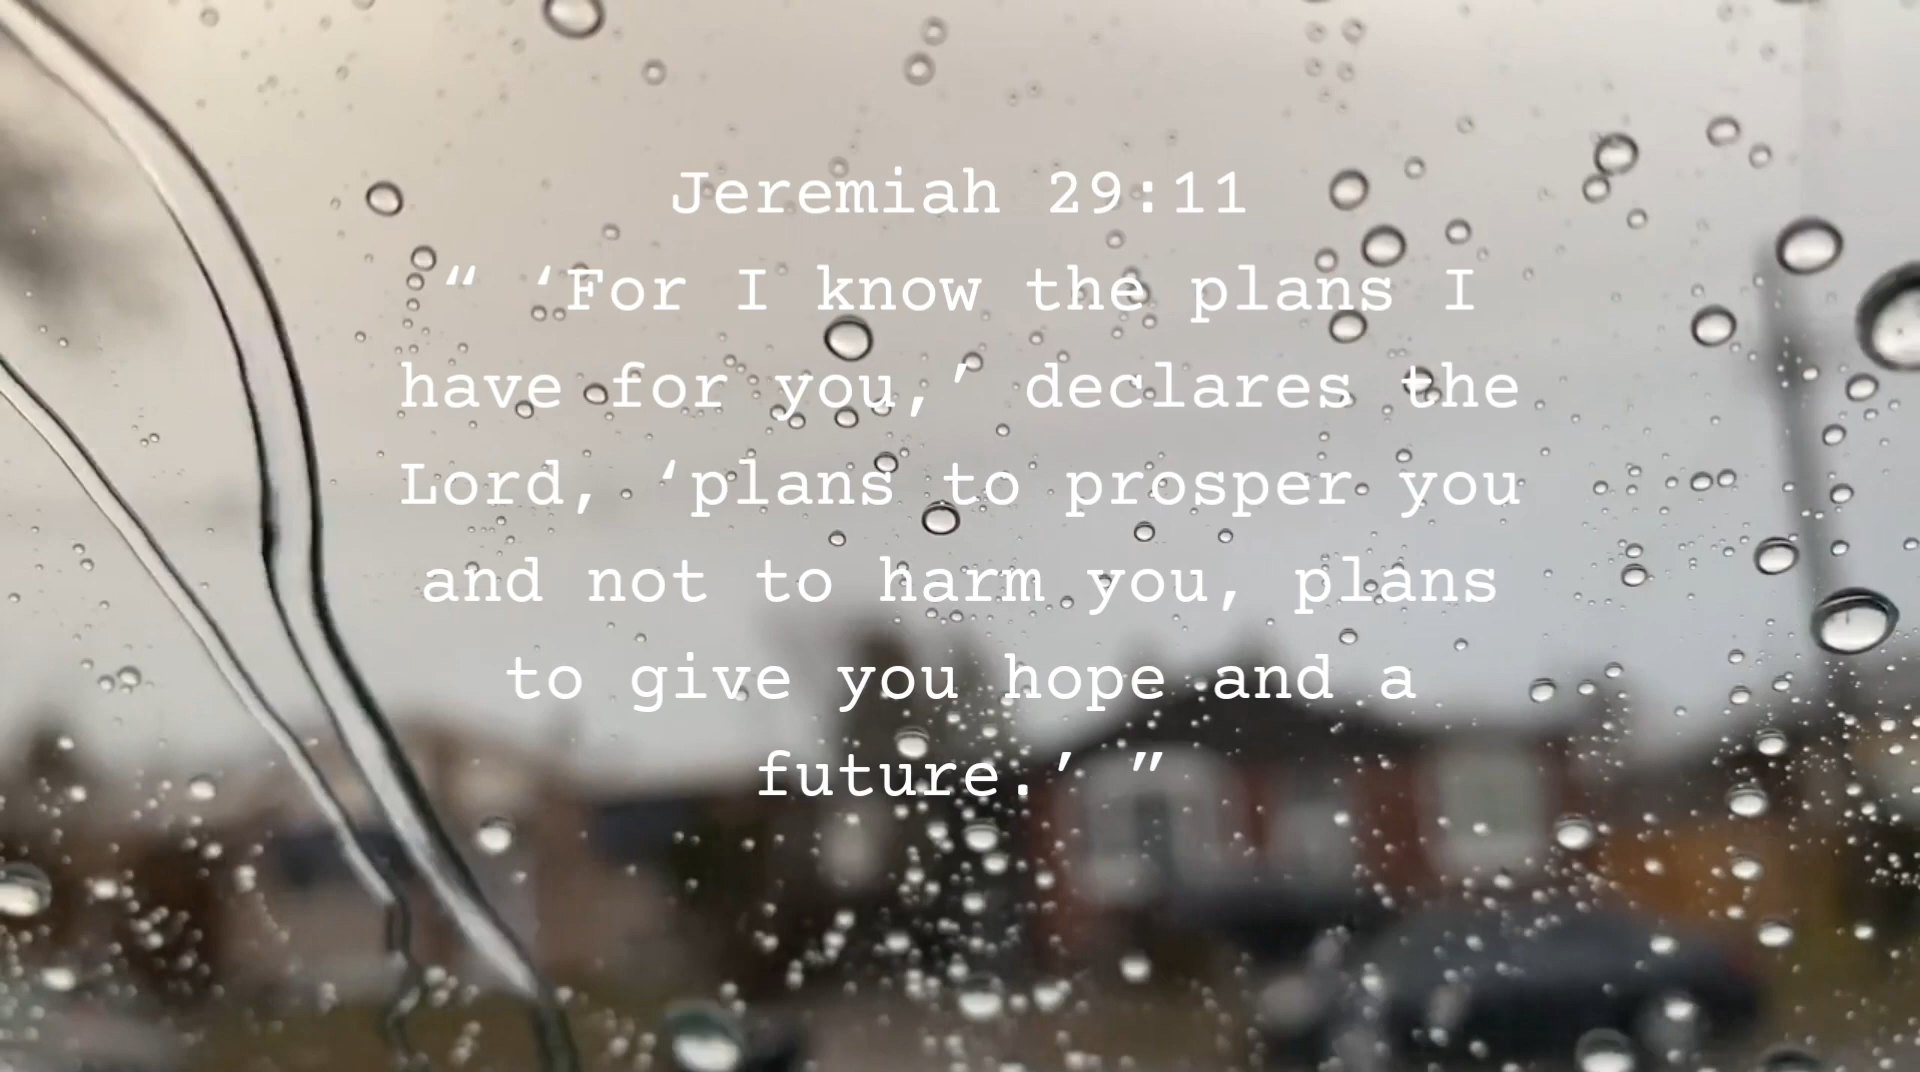 Jeremiah 29:11
“ ‘For I know the plans I
have for you,’ declares the
Lord, ‘plans to prosper you
and not to harm you, plans
to give you hope and a
future.’ ”